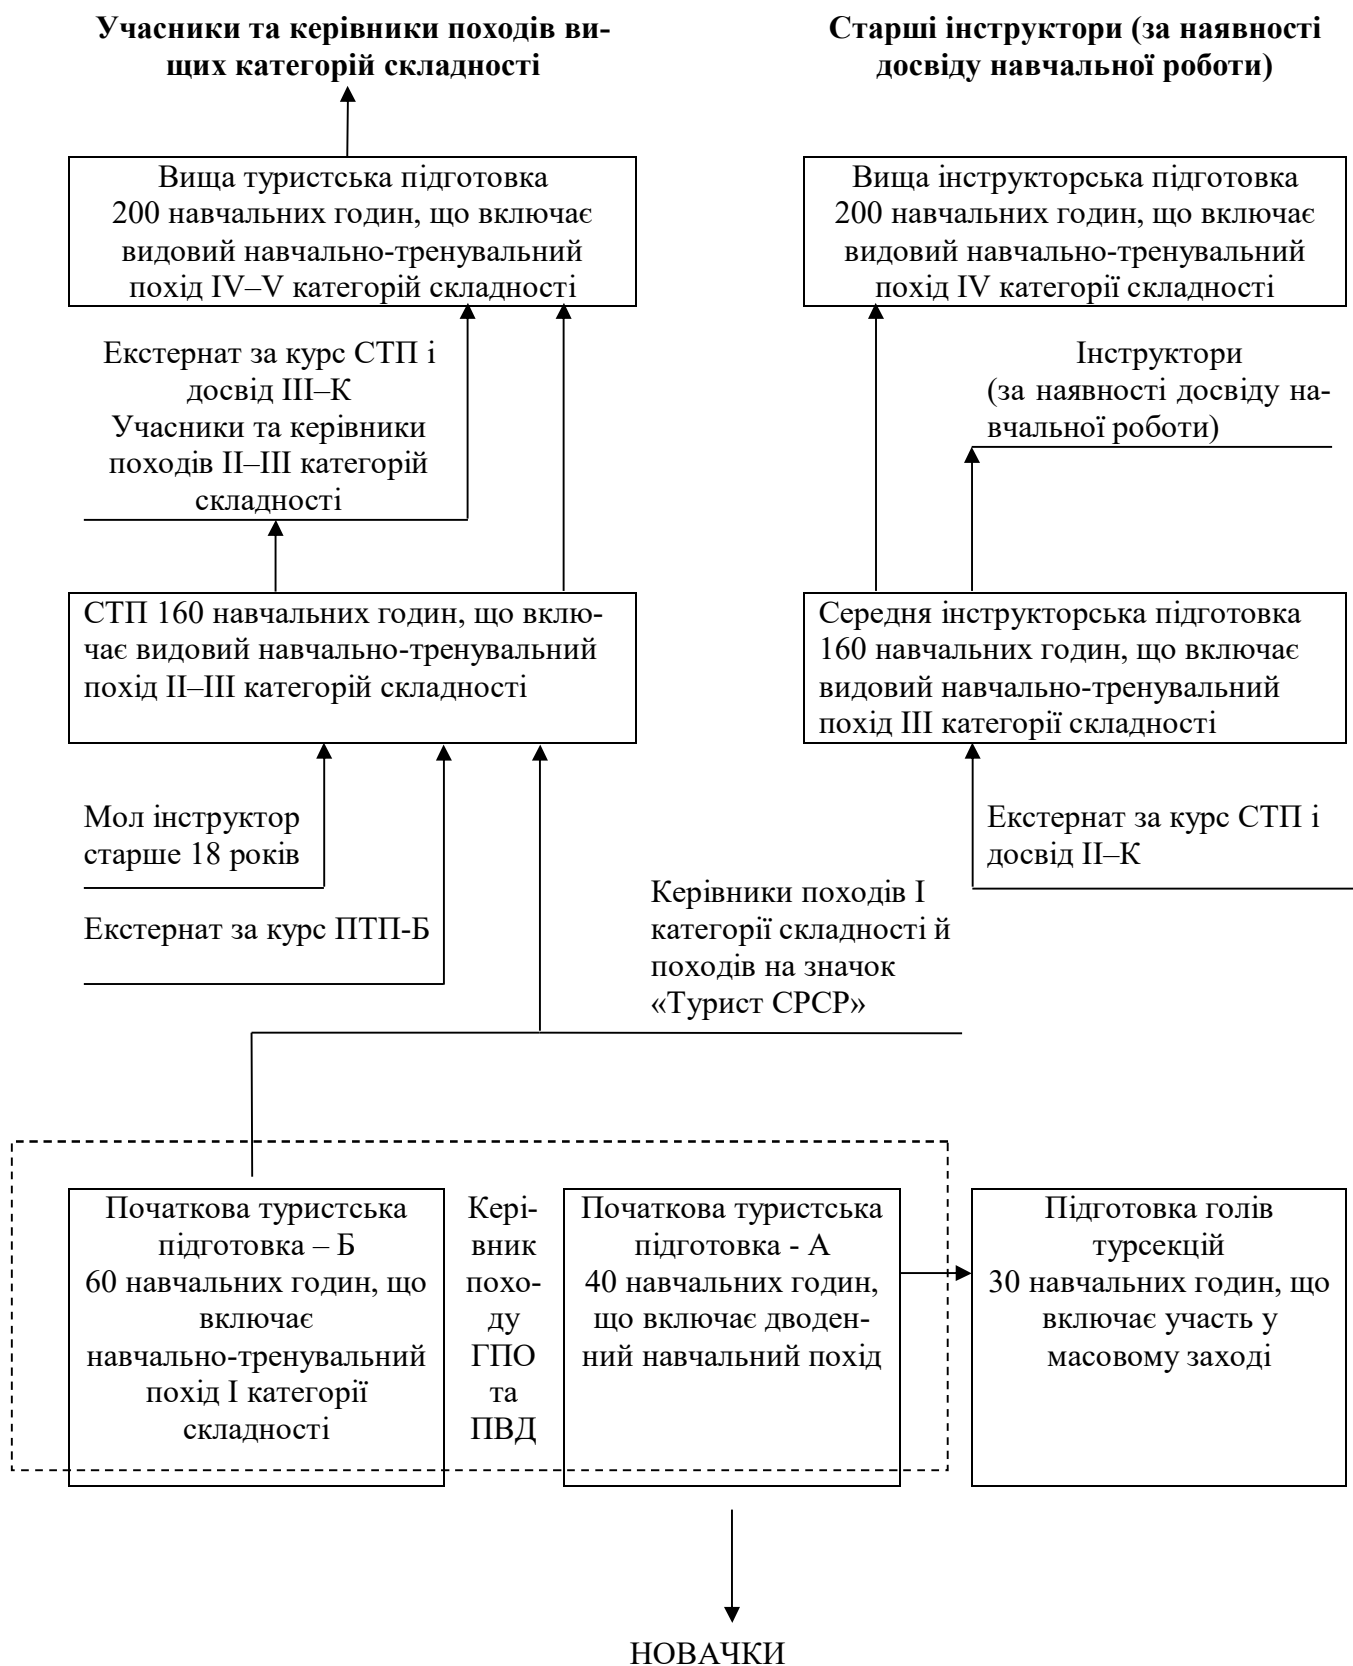 Учасники та керівники походів ви-
щих категорій складності
Старші інструктори (за наявності
досвіду навчальної роботи)
Вища туристська підготовка
200 навчальних годин, що включає
видовий навчально-тренувальний
похід IV–V категорій складності
Вища інструкторська підготовка
200 навчальних годин, що включає
видовий навчально-тренувальний
похід IV категорії складності
Екстернат за курс СТП і
досвід III–К
Учасники та керівники
походів II–III категорій
складності
Інструктори
(за наявності досвіду на-
вчальної роботи)
СТП 160 навчальних годин, що вклю-
чає видовий навчально-тренувальний
похід II–III категорій складності
Середня інструкторська підготовка
160 навчальних годин, що включає
видовий навчально-тренувальний
похід III категорії складності
Мол інструктор
старше 18 років
Екстернат за курс СТП і
досвід II–К
Екстернат за курс ПТП-Б
Керівники походів I
категорії складності й
походів на значок
«Турист СРСР»
Початкова туристська
підготовка – Б
60 навчальних годин, що
включає
навчально-тренувальний
похід I категорії
складності
Кері-
вник
похо-
ду
ГПО
та
ПВД
Початкова туристська
підготовка - А
40 навчальних годин,
що включає дводен-
ний навчальний похід
Підготовка голів
турсекцій
30 навчальних годин, що
включає участь у
масовому заході
НОВАЧКИ